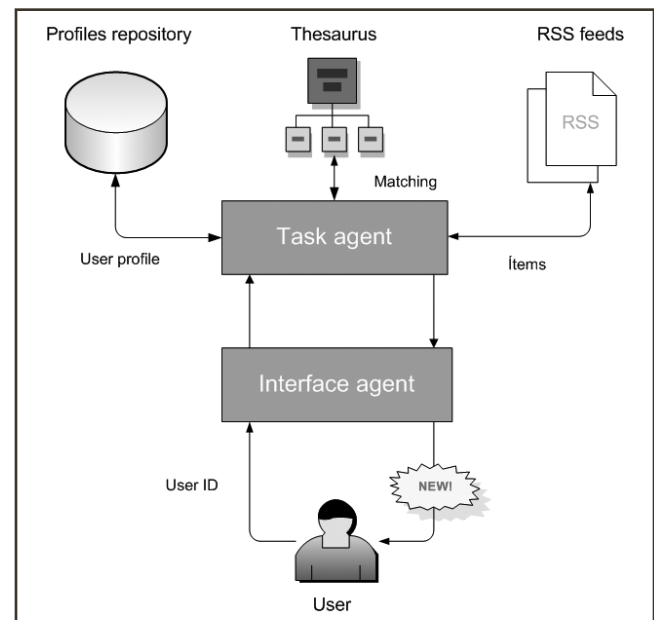 Profiles repository
Thesaurus
RSS feeds
RSS
Matching
Task agent
User profile
Ítems
Interface agent
User ID
NEW!
User